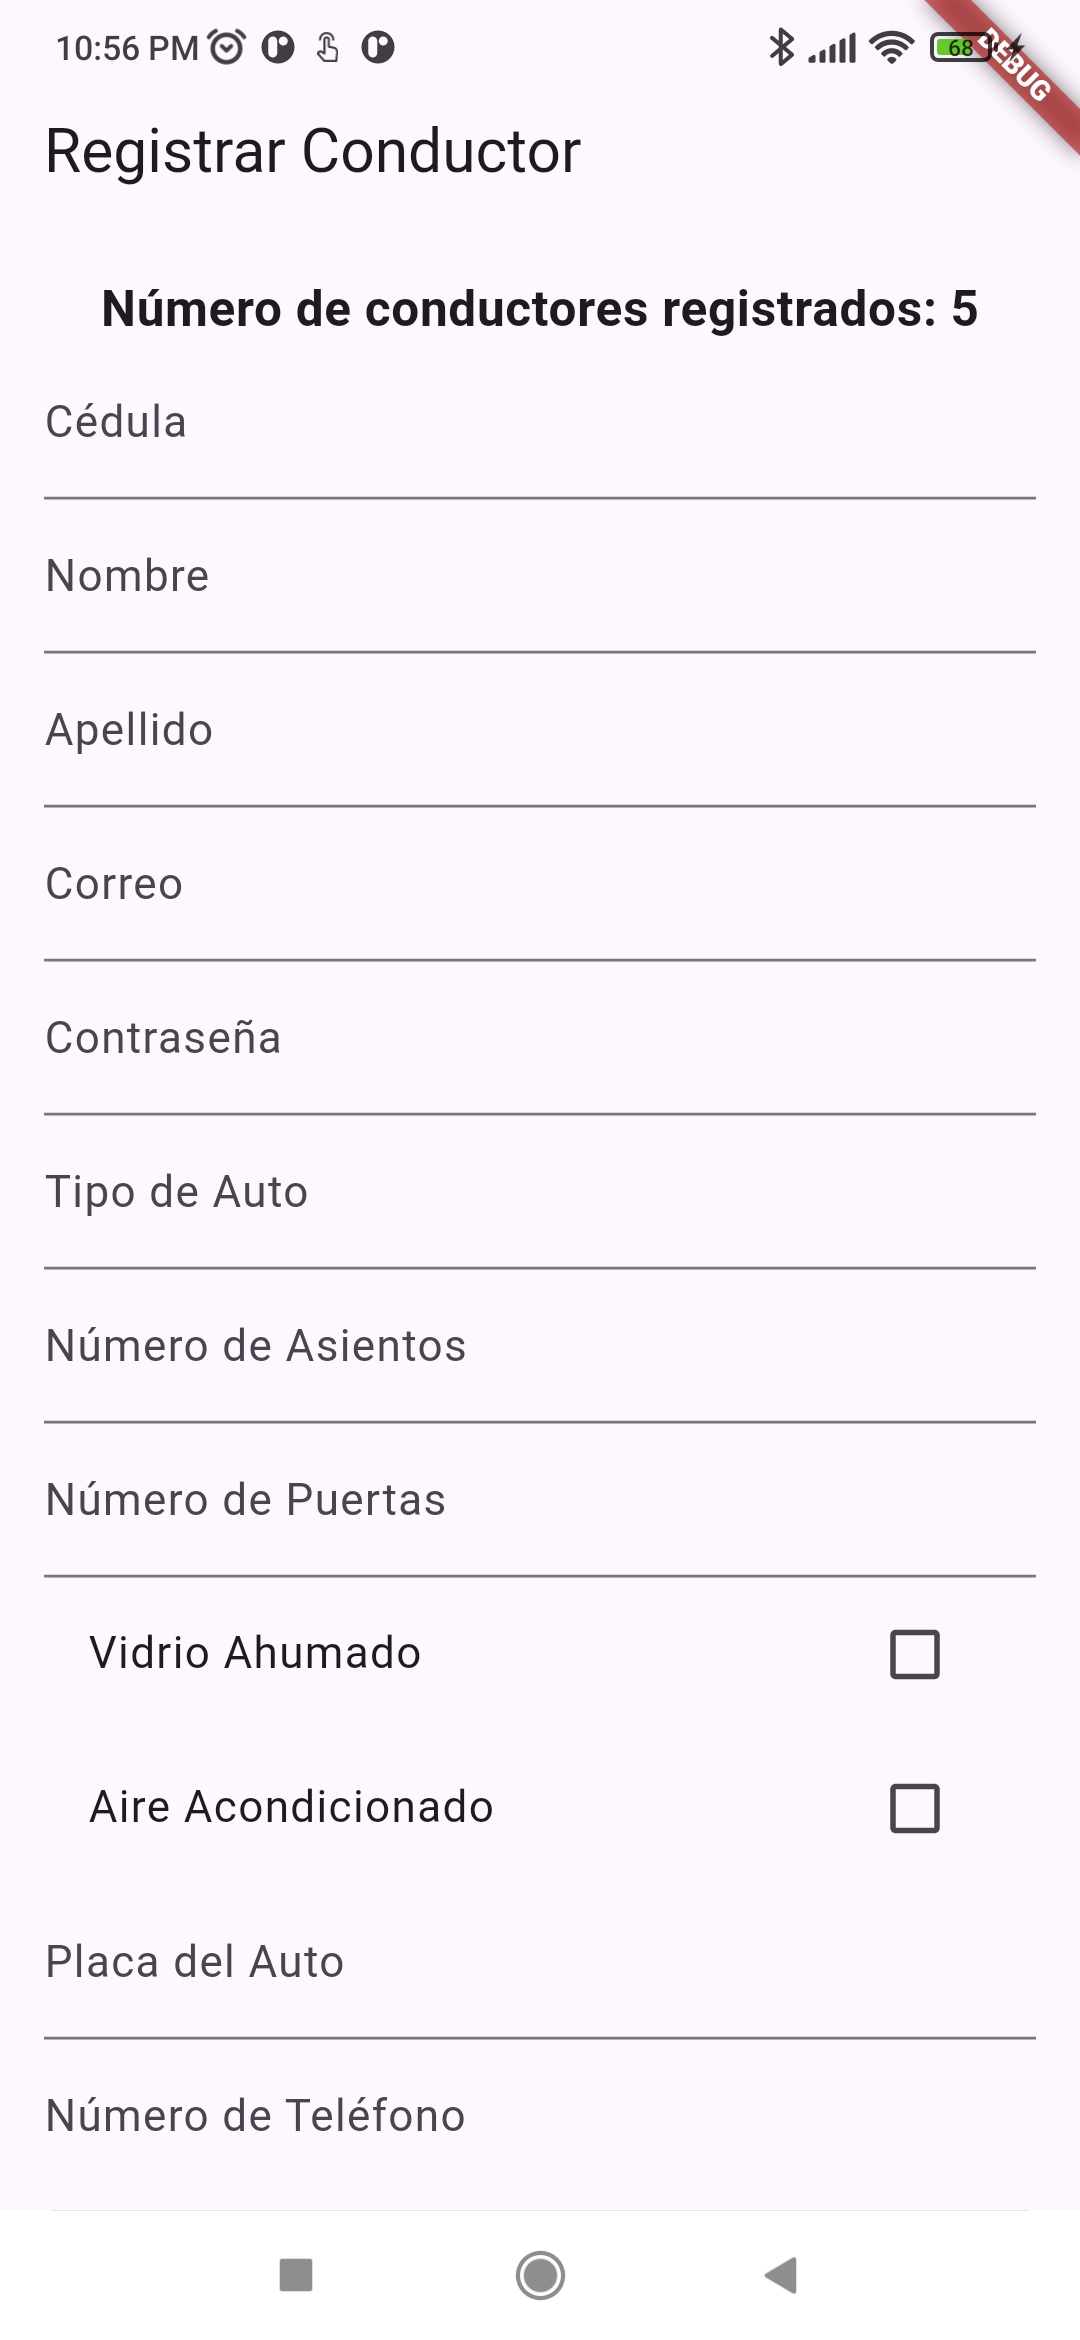 10:56 PM
68
DEBUG
Registrar Conductor
Número de conductores registrados: 5
Cédula
Nombre
Apellido
Correo
Contraseña
Tipo de Auto
Número de Asientos
Número de Puertas
Vidrio Ahumado
Aire Acondicionado
Placa del Auto
Número de Teléfono